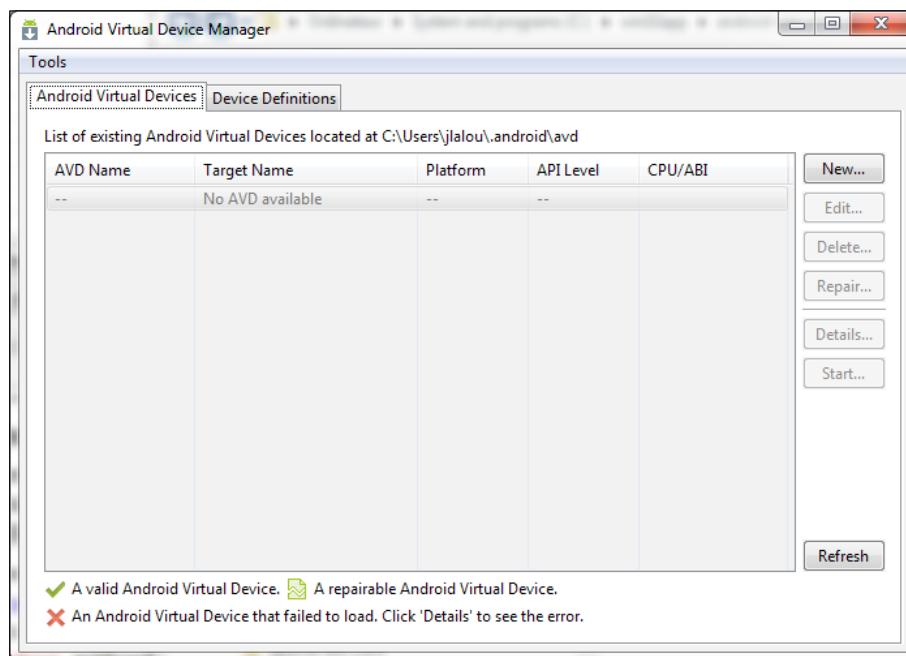 Android Virtual Device Manager
Tools
Android Virtual Devices Device Definitions
List of existing Android Virtual Devices located at C:\Users\jlalou\.android\avd
AVD Name Target Name Platform API Level CPU/ABI
-- No AVD available -- --
New...
Edit...
Delete...
Repair...
Details...
Start...
Refresh
A valid Android Virtual Device. A repairable Android Virtual Device.
An Android Virtual Device that failed to load. Click 'Details' to see the error.